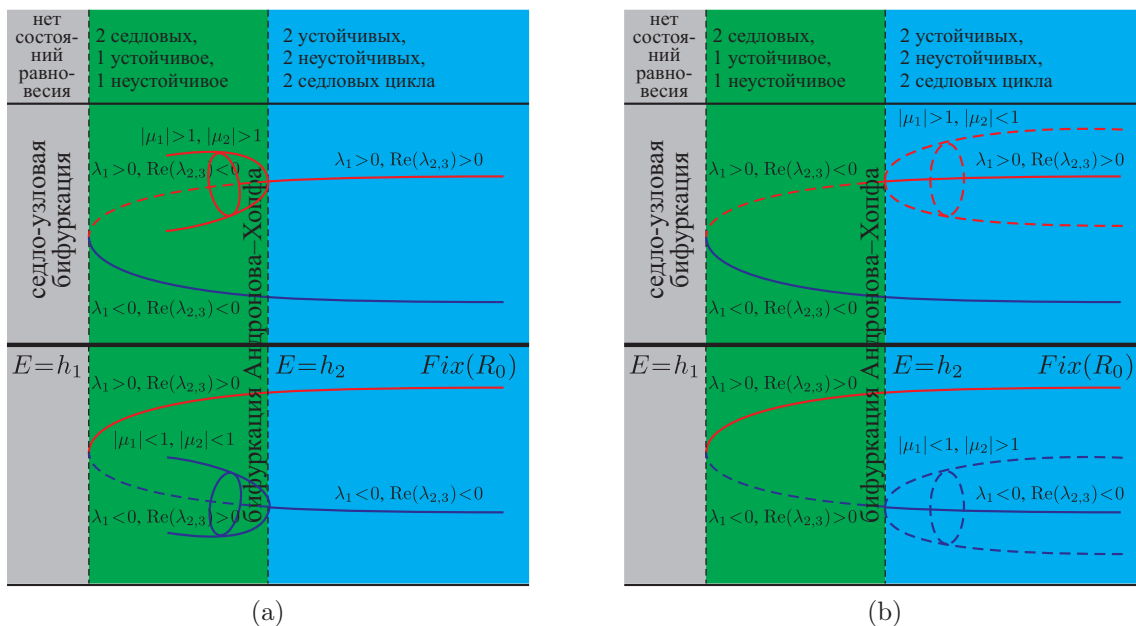 нет
состоя-
ний
равно-
весия
2 седловых,
1 устойчивое,
1 неустойчивое
2 устойчивых,
2 неустойчивых,
2 седловых цикла
седло-узловая
бифуркация
|μ₁|>1, |μ₂|>1
λ₁>0, Re(λ₂,₃)<0
λ₁>0, Re(λ₂,₃)>0
λ₁<0, Re(λ₂,₃)<0
бифуркация Андронова–Хопфа
E=h₁
E=h₂
Fix(R₀)
λ₁>0, Re(λ₂,₃)>0
|μ₁|<1, |μ₂|<1
λ₁<0, Re(λ₂,₃)<0
λ₁<0, Re(λ₂,₃)>0
(a)
нет
состоя-
ний
равно-
весия
2 седловых,
1 устойчивое,
1 неустойчивое
2 устойчивых,
2 неустойчивых,
2 седловых цикла
седло-узловая
бифуркация
|μ₁|>1, |μ₂|<1
λ₁>0, Re(λ₂,₃)<0
λ₁>0, Re(λ₂,₃)>0
λ₁<0, Re(λ₂,₃)<0
бифуркация Андронова–Хопфа
E=h₁
E=h₂
Fix(R₀)
λ₁>0, Re(λ₂,₃)>0
|μ₁|<1, |μ₂|>1
λ₁<0, Re(λ₂,₃)<0
λ₁<0, Re(λ₂,₃)>0
(b)